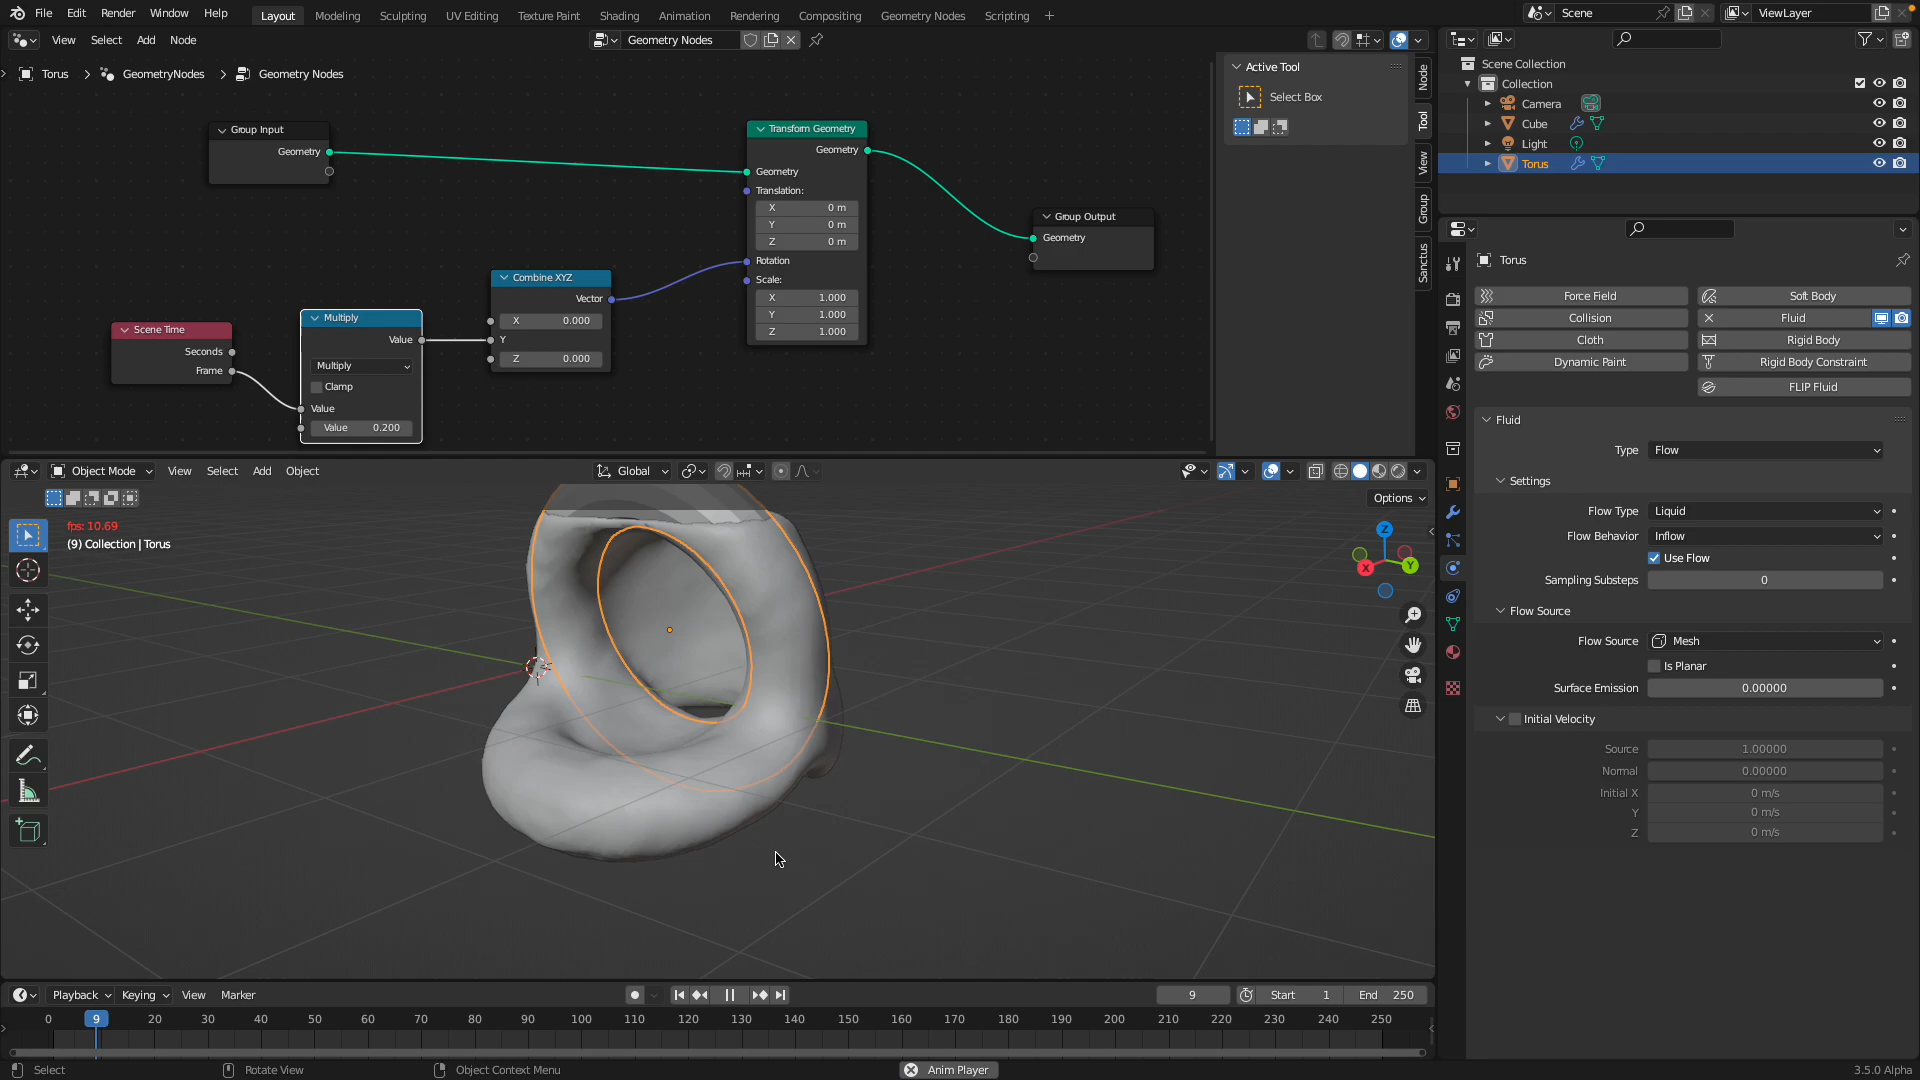 File Edit Render Window Help Layout Modeling Sculpting UV Editing Texture Paint Shading Animation Rendering Compositing Geometry Nodes Scripting + Scene ViewLayer
View Select Add Node Geometry Nodes
Torus > GeometryNodes > Geometry Nodes
Group Input
Geometry
Scene Time
Seconds
Frame
Multiply
Value
Multiply
Clamp
Value
Value 0.200
Combine XYZ
Vector
X 0.000
Y
Z 0.000
Transform Geometry
Geometry
Geometry
Translation:
X 0 m
Y 0 m
Z 0 m
Rotation
Scale:
X 1.000
Y 1.000
Z 1.000
Group Output
Geometry
Active Tool
Select Box
Node
Tool
View
Group
Sanctus
Scene Collection
Collection
Camera
Cube
Light
Torus
Torus
Force Field Soft Body
Collision Fluid
Cloth Rigid Body
Dynamic Paint Rigid Body Constraint
FLIP Fluid
Fluid
Type Flow
Settings
Flow Type Liquid
Flow Behavior Inflow
Use Flow
Sampling Substeps 0
Flow Source
Flow Source Mesh
Is Planar
Surface Emission 0.00000
Initial Velocity
Source 1.00000
Normal 0.00000
Initial X 0 m/s
Y 0 m/s
Z 0 m/s
Object Mode View Select Add Object Global
Options
fps: 10.69
(9) Collection | Torus
Z
X
Y
Playback Keying View Marker 9 Start 1 End 250
0 9 20 30 40 50 60 70 80 90 100 110 120 130 140 150 160 170 180 190 200 210 220 230 240 250
Select Rotate View Object Context Menu Anim Player 3.5.0 Alpha